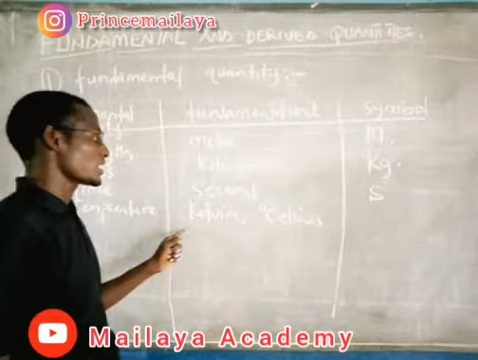 Princemailaya
FUNDAMENTAL AND DERIVED QUANTITIES.
① fundamental quantity:-
fundamental unit symbol
metre M.
Kg.
Second S
Temperature kelvin, °Celsius
Mailaya Academy